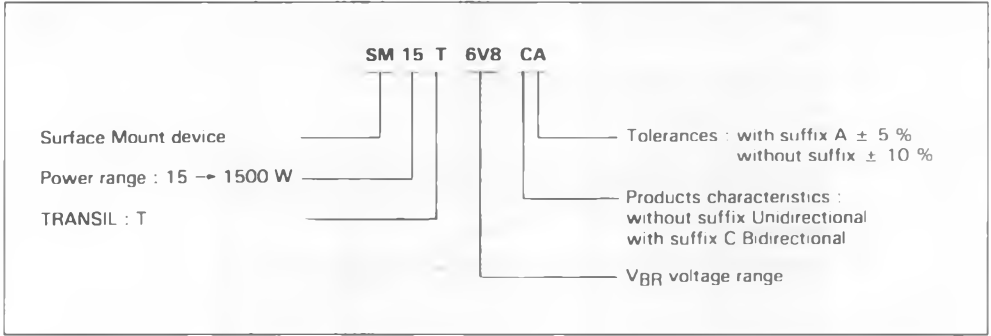 SM 15 T 6V8 CA
Surface Mount device
Tolerances : with suffix A ± 5 %
without suffix ± 10 %
Power range : 15 → 1500 W
Products characteristics :
without suffix Unidirectional
with suffix C Bidirectional
TRANSIL : T
VBR voltage range